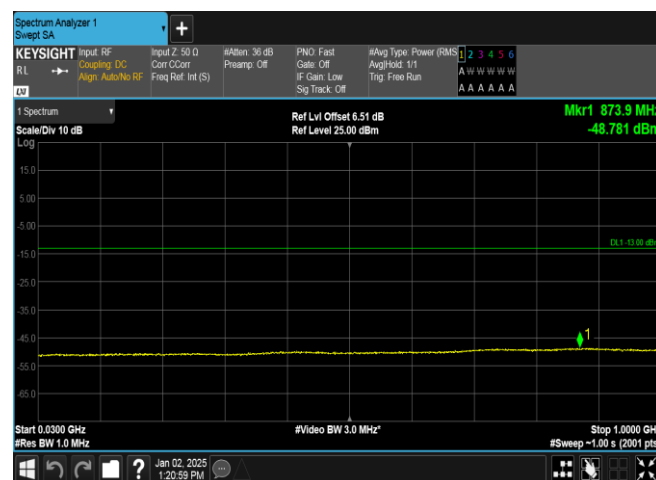 Spectrum Analyzer 1
Swept SA
+
KEYSIGHT
RL
LXI
Input: RF
Coupling: DC
Align: Auto/No RF
Input Z: 50 Ω
Corr CCorr
Freq Ref: Int (S)
#Atten: 36 dB
Preamp: Off
PNO: Fast
Gate: Off
IF Gain: Low
Sig Track: Off
#Avg Type: Power (RMS
Avg|Hold: 1/1
Trig: Free Run
1 2 3 4 5 6
A W W W W W
A A A A A A
1 Spectrum
Scale/Div 10 dB
Log
Ref Lvl Offset 6.51 dB
Ref Level 25.00 dBm
Mkr1 873.9 MHz
-48.781 dBm
15.0
5.00
-5.00
-15.0
-25.0
-35.0
-45.0
-55.0
-65.0
DL1 -13.00 dBm
1
Start 0.0300 GHz
#Res BW 1.0 MHz
#Video BW 3.0 MHz*
Stop 1.0000 GH
#Sweep ~1.00 s (2001 pts
?
Jan 02, 2025
1:20:59 PM